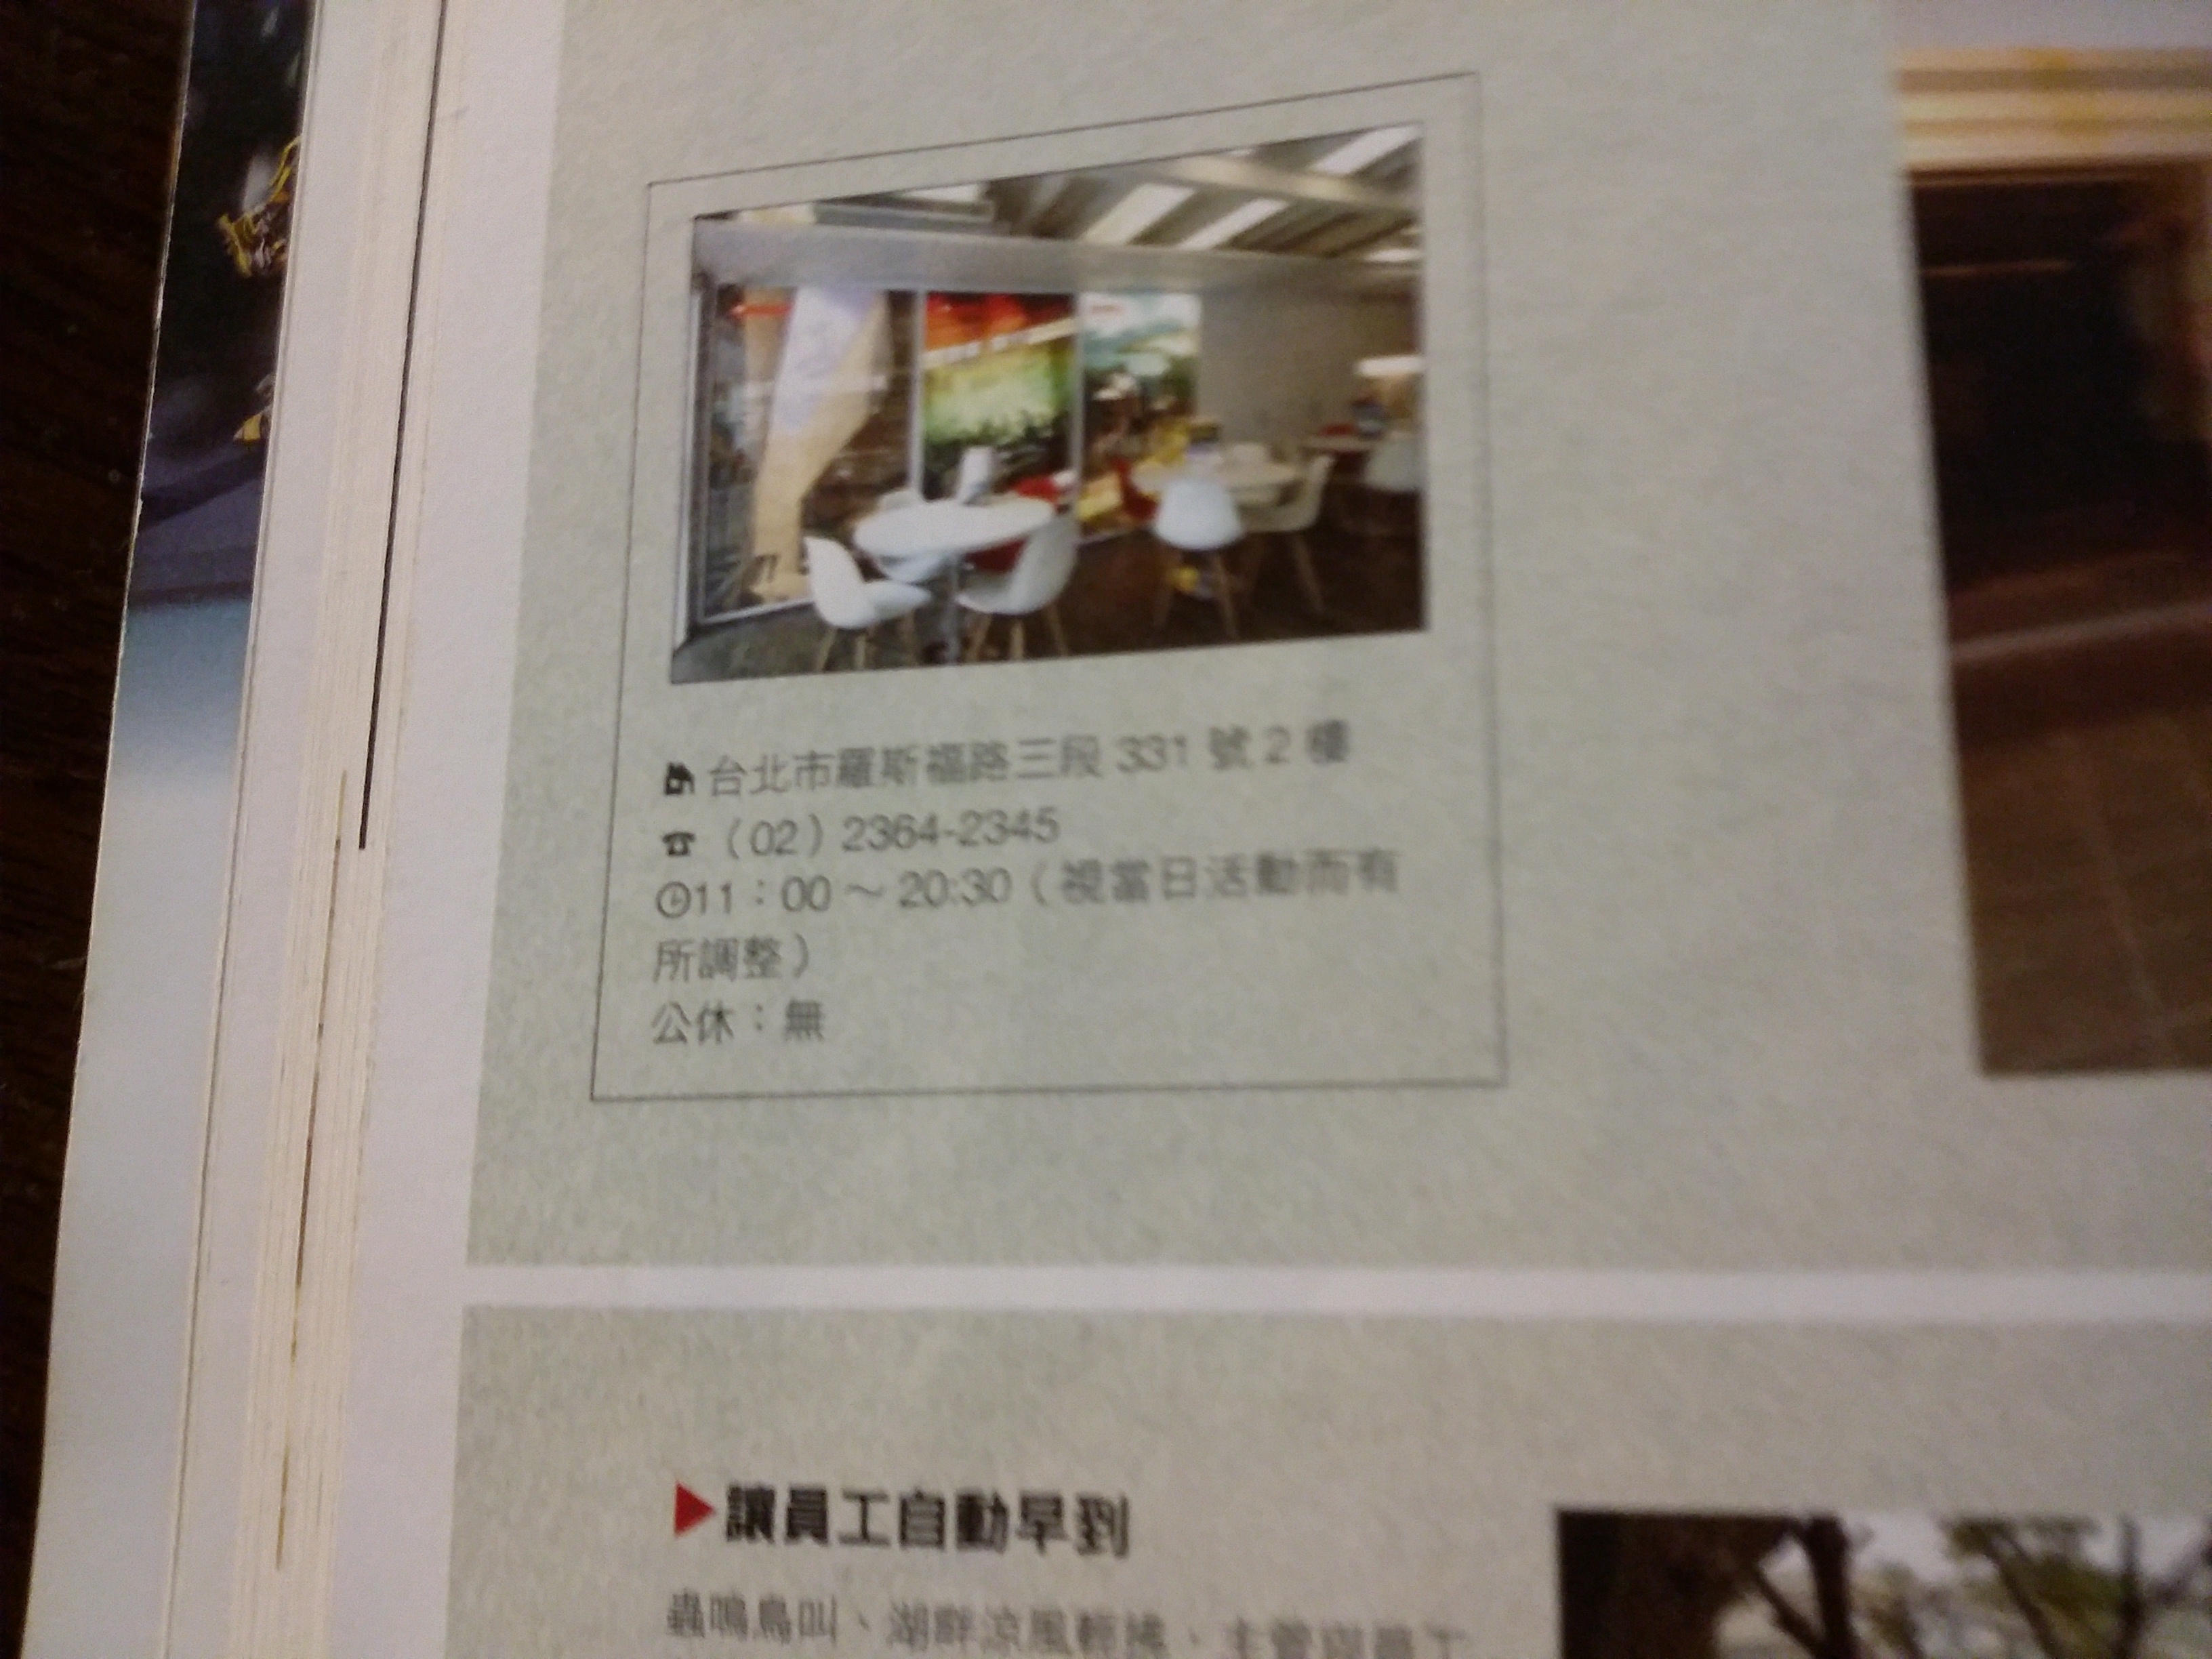 台北市羅斯福路三段 331 號 2 樓
（02）2364-2345
11：00～20:30（視當日活動而有
所調整）
公休：無
讓員工自動早到
蟲鳴鳥叫、湖畔涼風輕拂、主管與員工